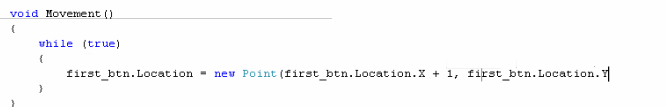 void Movement()
{
    while (true)
    {
        first_btn.Location = new Point(first_btn.Location.X + 1, first_btn.Location.Y
    }
}